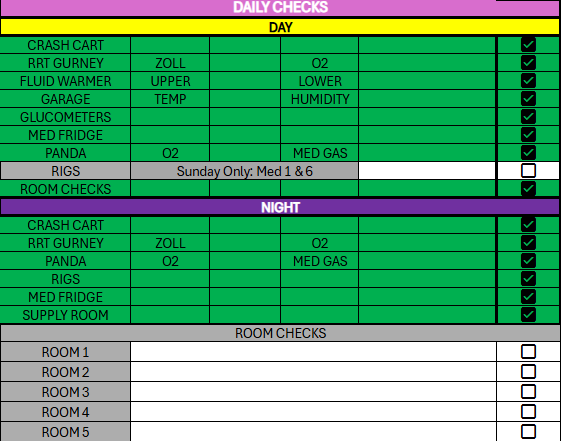 DAILY CHECKS
DAY
CRASH CART
RRT GURNEY ZOLL O2
FLUID WARMER UPPER LOWER
GARAGE TEMP HUMIDITY
GLUCOMETERS
MED FRIDGE
PANDA O2 MED GAS
RIGS Sunday Only: Med 1 & 6
ROOM CHECKS
NIGHT
CRASH CART
RRT GURNEY ZOLL O2
PANDA O2 MED GAS
RIGS
MED FRIDGE
SUPPLY ROOM
ROOM CHECKS
ROOM 1
ROOM 2
ROOM 3
ROOM 4
ROOM 5